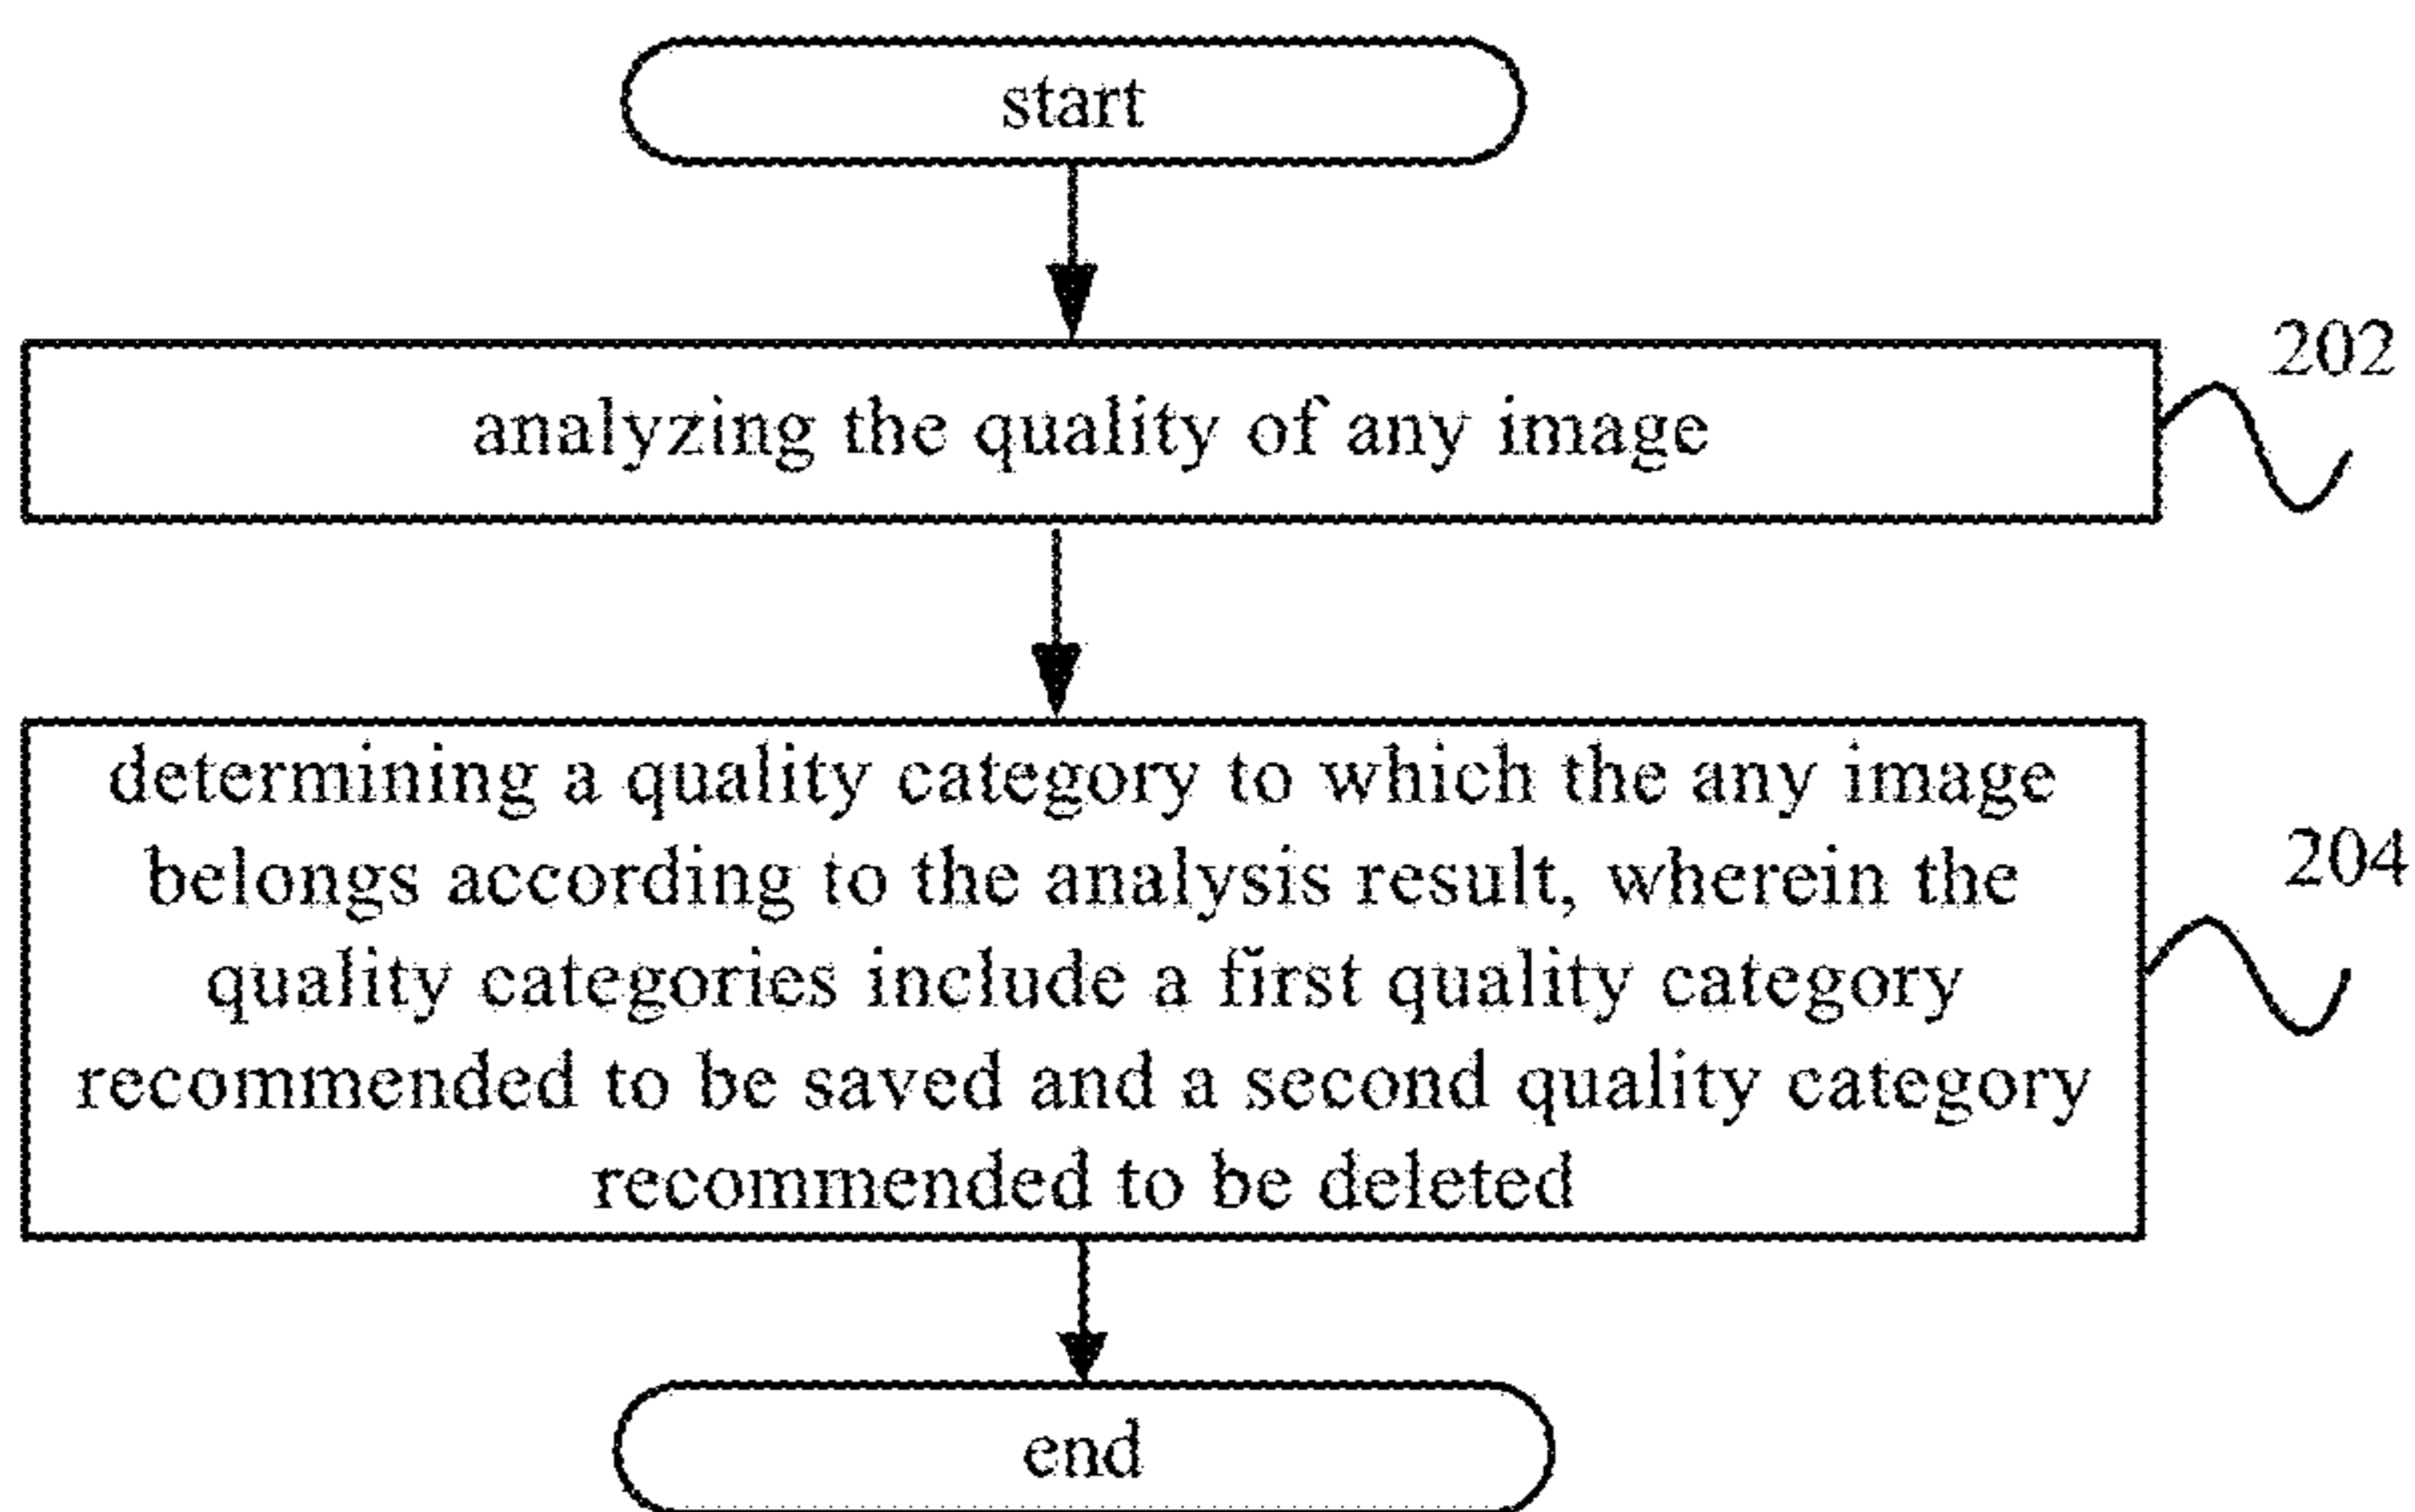 start
202
analyzing the quality of any image
determining a quality category to which the any image
belongs according to the analysis result, wherein the
204
quality categories include a first quality category
recommended to be saved and a second quality category
recommended to be deleted
end